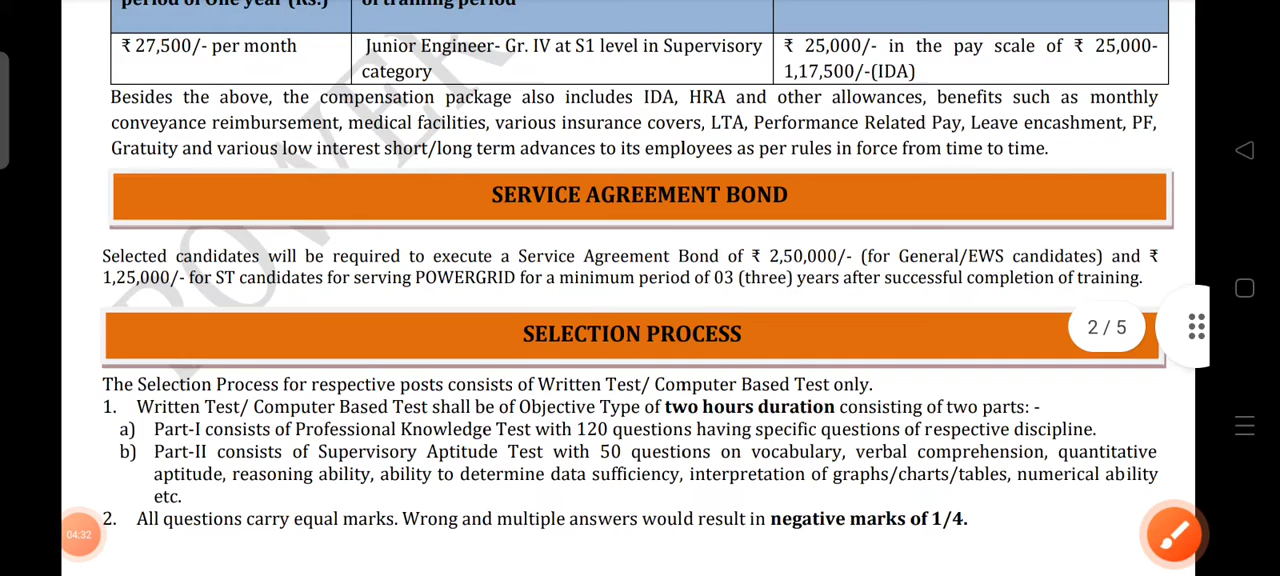 period of One year (Rs.)
of training period
₹ 27,500/- per month
Junior Engineer- Gr. IV at S1 level in Supervisory
category
₹ 25,000/- in the pay scale of ₹ 25,000-
1,17,500/-(IDA)
Besides the above, the compensation package also includes IDA, HRA and other allowances, benefits such as monthly
conveyance reimbursement, medical facilities, various insurance covers, LTA, Performance Related Pay, Leave encashment, PF,
Gratuity and various low interest short/long term advances to its employees as per rules in force from time to time.
SERVICE AGREEMENT BOND
Selected candidates will be required to execute a Service Agreement Bond of ₹ 2,50,000/- (for General/EWS candidates) and ₹
1,25,000/- for ST candidates for serving POWERGRID for a minimum period of 03 (three) years after successful completion of training.
SELECTION PROCESS
2 / 5
The Selection Process for respective posts consists of Written Test/ Computer Based Test only.
1. Written Test/ Computer Based Test shall be of Objective Type of two hours duration consisting of two parts: -
a) Part-I consists of Professional Knowledge Test with 120 questions having specific questions of respective discipline.
b) Part-II consists of Supervisory Aptitude Test with 50 questions on vocabulary, verbal comprehension, quantitative
aptitude, reasoning ability, ability to determine data sufficiency, interpretation of graphs/charts/tables, numerical ability
etc.
2. All questions carry equal marks. Wrong and multiple answers would result in negative marks of 1/4.
04:32
POWER